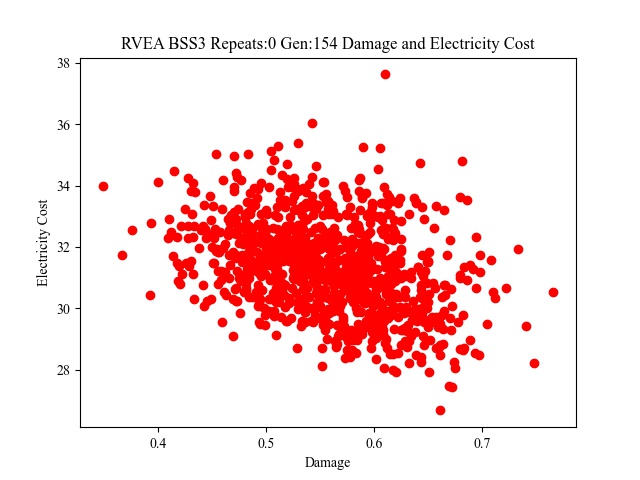 RVEA BSS3 Repeats:0 Gen:154 Damage and Electricity Cost
38
36
34
32
30
28
Electricity Cost
0.4 0.5 0.6 0.7
Damage